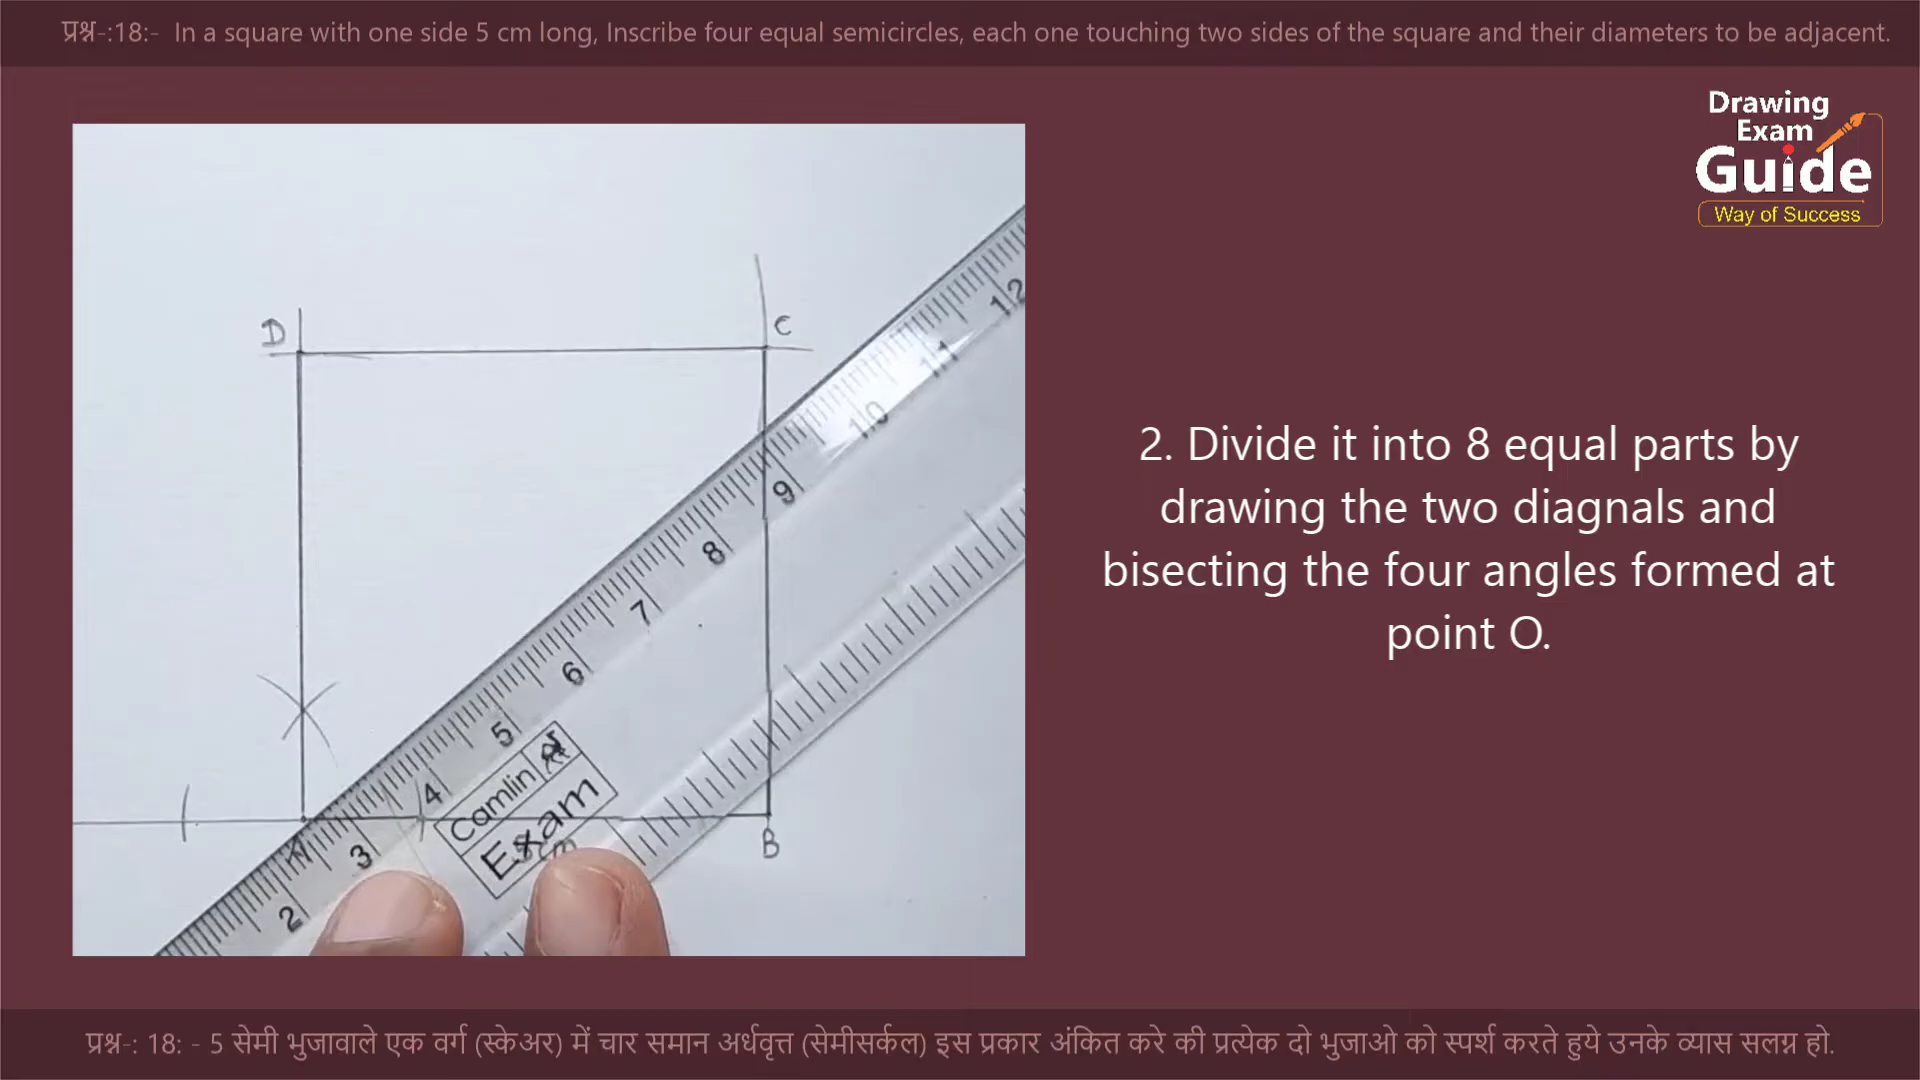 प्रश्न-:18:- In a square with one side 5 cm long, Inscribe four equal semicircles, each one touching two sides of the square and their diameters to be adjacent.
Drawing
Exam
Guide
Way of Success
D
C
12
11
10
9
8
7
6
5
4
3
2
Camlin
Exam
B
2. Divide it into 8 equal parts by
drawing the two diagnals and
bisecting the four angles formed at
point O.
प्रश्न-: 18: - 5 सेमी भुजावाले एक वर्ग (स्केअर) में चार समान अर्धवृत्त (सेमीसर्कल) इस प्रकार अंकित करे की प्रत्येक दो भुजाओ को स्पर्श करते हुये उनके व्यास सलग्न हो.